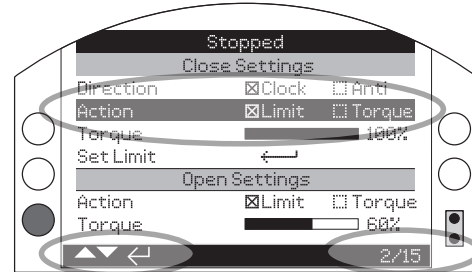 Stopped
Close Settings
Direction ☒Clock ☐Anti
Action ☒Limit ☐Torque
Torque 100%
Set Limit
Open Settings
Action ☒Limit ☐Torque
Torque 60%
2/15